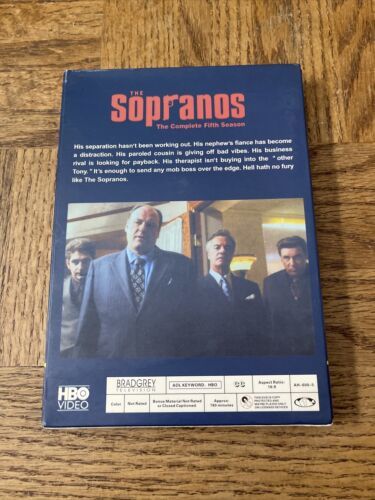 THE
SOPRANOS
The Complete Fifth Season
His separation hasn't been working out. His nephew's fiance has become
a distraction. His paroled cousin is giving off bad vibes. His business
rival is looking for payback. His therapist isn't buying into the " other
Tony. " It's enough to send any mob boss over the edge. Hell hath no fury
like The Sopranos.
HBO
VIDEO
BRADGREY
TELEVISION
AOL KEYWORD: HBO
CC
Aspect Ratio:
16:9
Color
Not Rated
Bonus Material Not Rated
or Closed Captioned.
Approx: